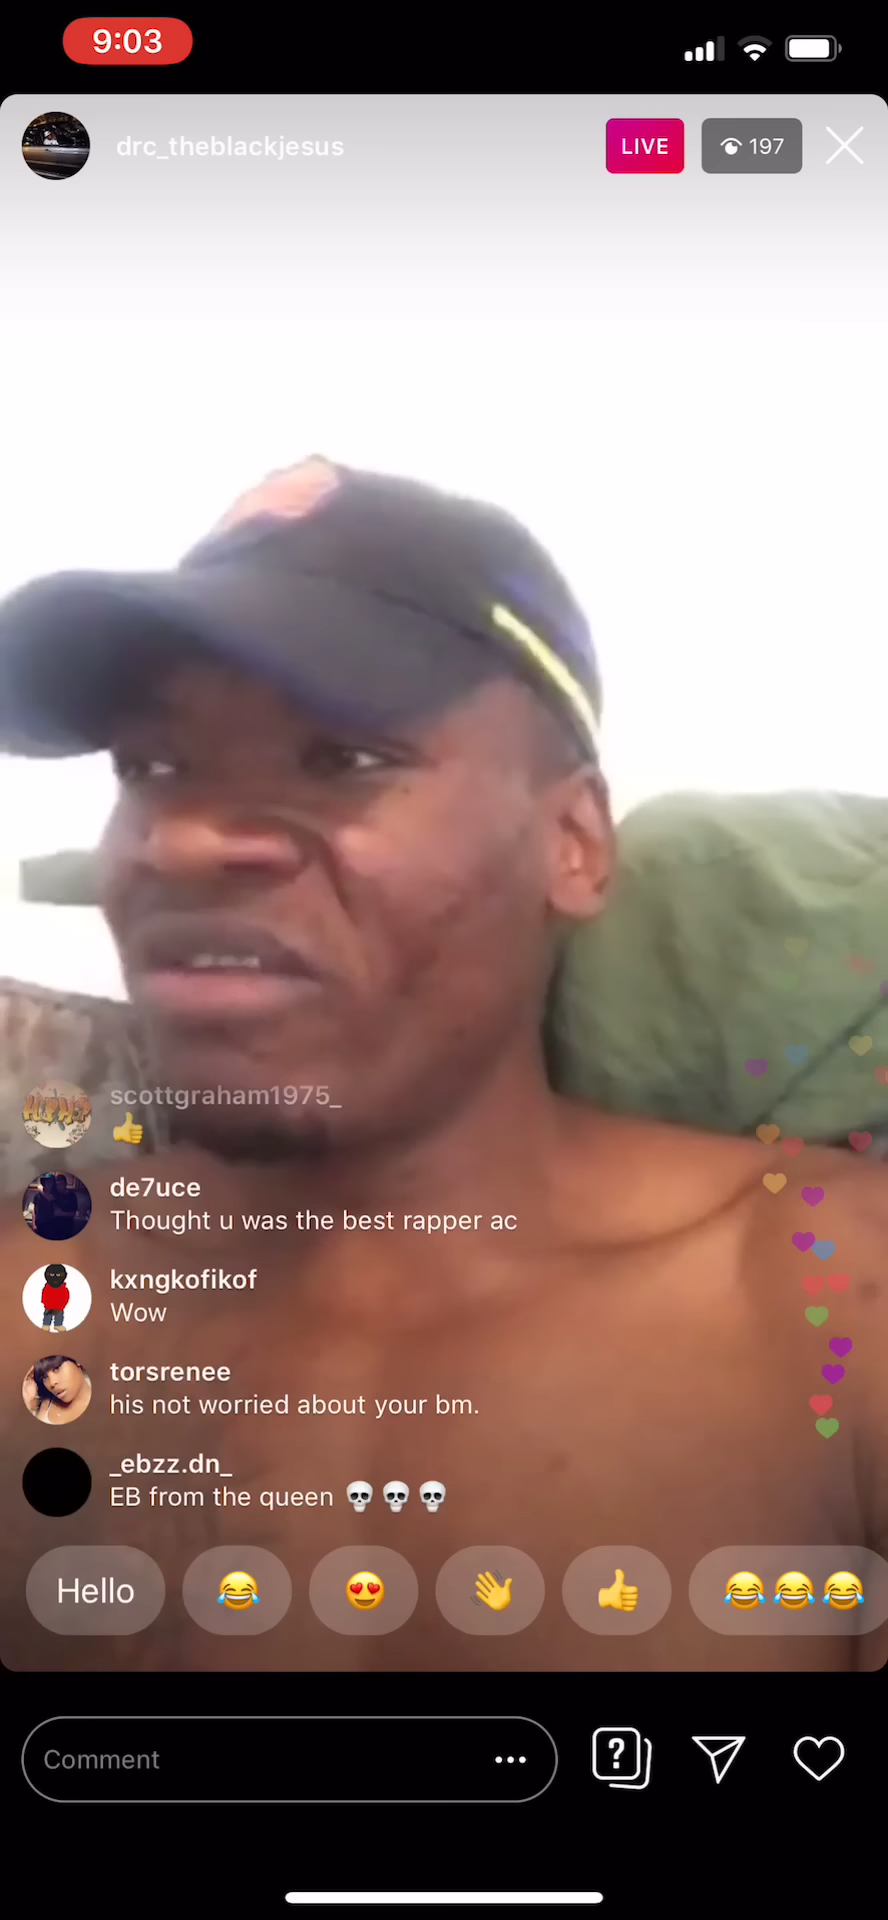 9:03
drc_theblackjesus
LIVE
197
scottgraham1975_
👍
de7uce
Thought u was the best rapper ac
kxngkofikof
Wow
torsrenee
his not worried about your bm.
_ebzz.dn_
EB from the queen 💀💀💀
Hello 😂 😍 👋 👍 😂😂😂
Comment